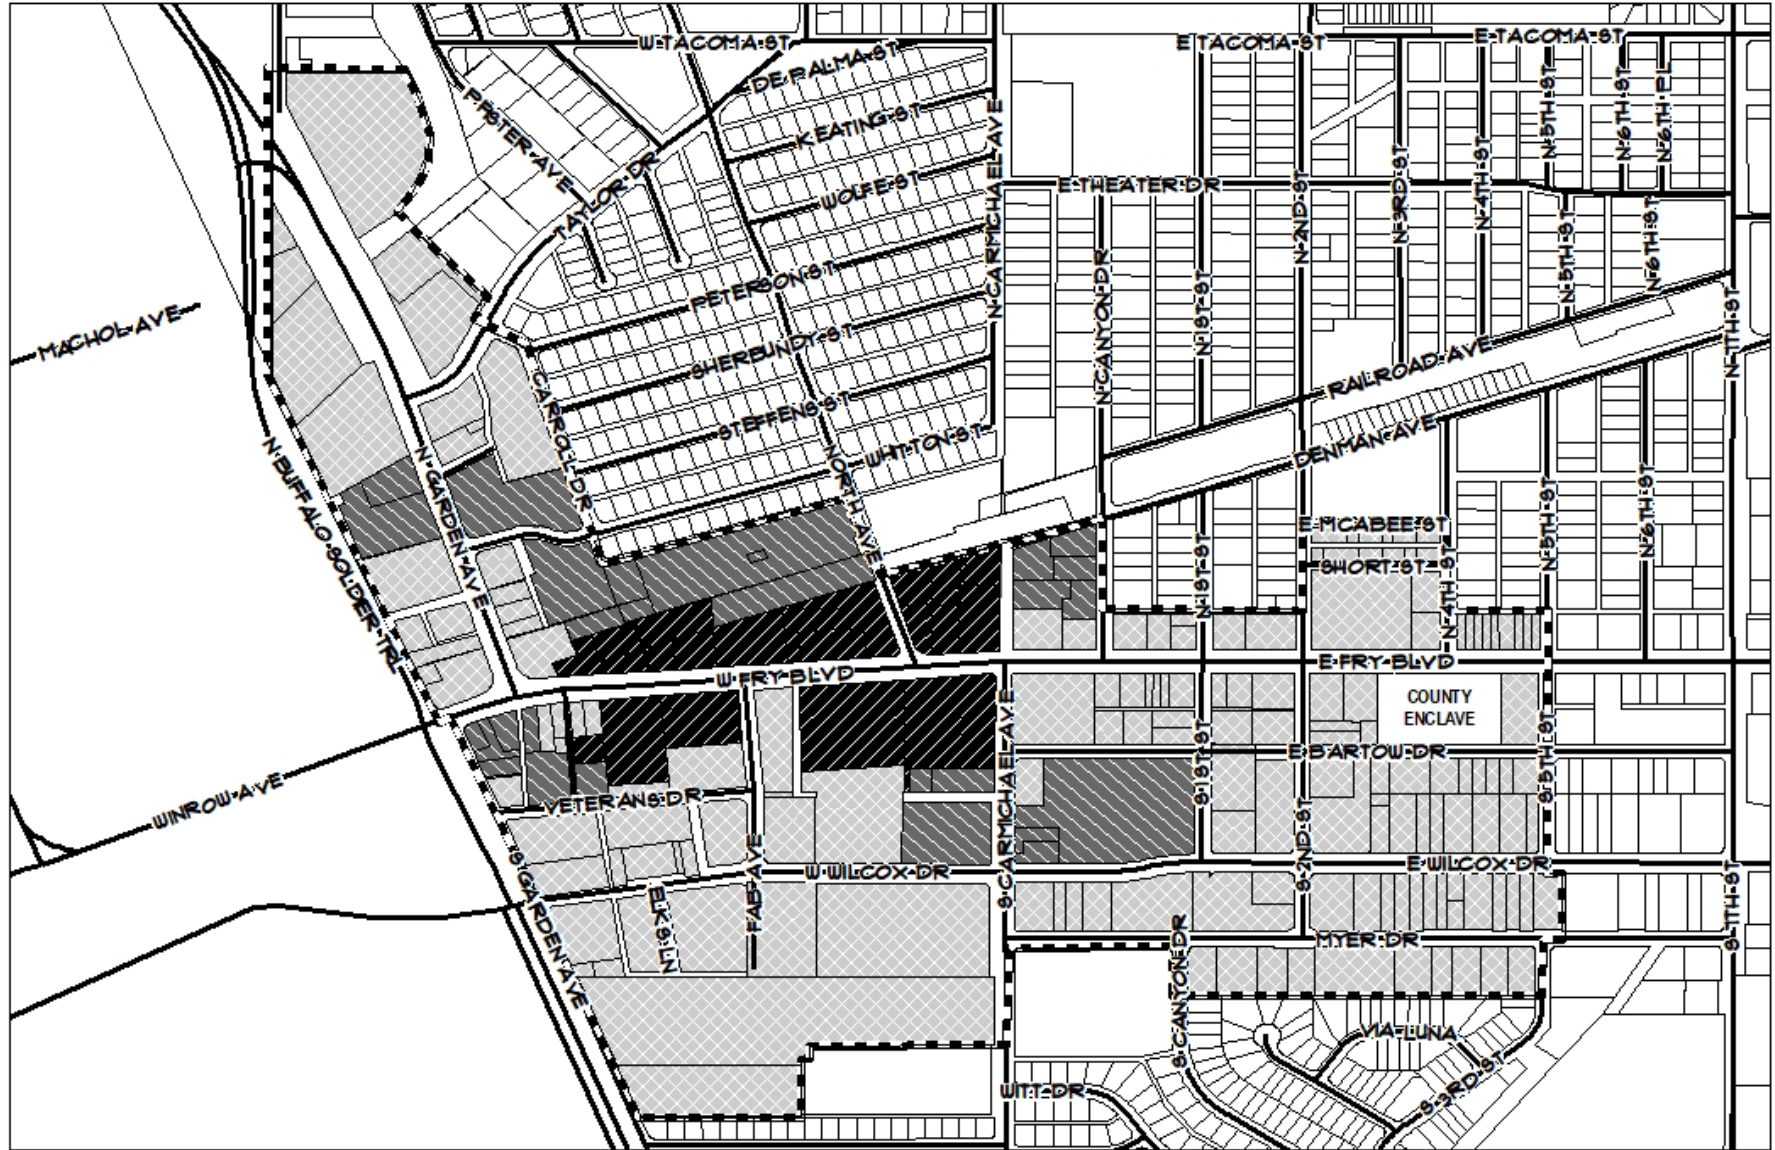 W TACOMA ST
E TACOMA ST
E TACOMA ST
DE PALMA ST
PFISTER AVE
KEATING ST
N CARMICHAEL AVE
N 5TH ST
N 6TH ST
N 6TH PL
TAYLOR DR
WOLFE ST
E THEATER DR
N 2ND ST
N 3RD ST
N 4TH ST
N 5TH ST
N 6TH ST
PETERSON ST
N CANYON DR
N 1ST ST
N 7TH ST
MACHOL AVE
SHERBUNDY ST
RAILROAD AVE
CARROLL DR
STEFFENS ST
WHITTON ST
DENMAN AVE
NORTH AVE
N GARDEN AVE
N BUFFALO SOLDIER TRL
E MCABEE ST
SHORT ST
N 1ST ST
N 4TH ST
N 5TH ST
N 6TH ST
W FRY BLVD
E FRY BLVD
COUNTY
ENCLAVE
S CARMICHAEL AVE
S 1ST ST
E BARTOW DR
S 5TH ST
WINROW AVE
VETERANS DR
S 2ND ST
FAB AVE
W WILCOX DR
E WILCOX DR
S GARDEN AVE
ELKS LN
S 7TH ST
S CANYON DR
MYER DR
VIA LUNA
WITT DR
S 3RD ST